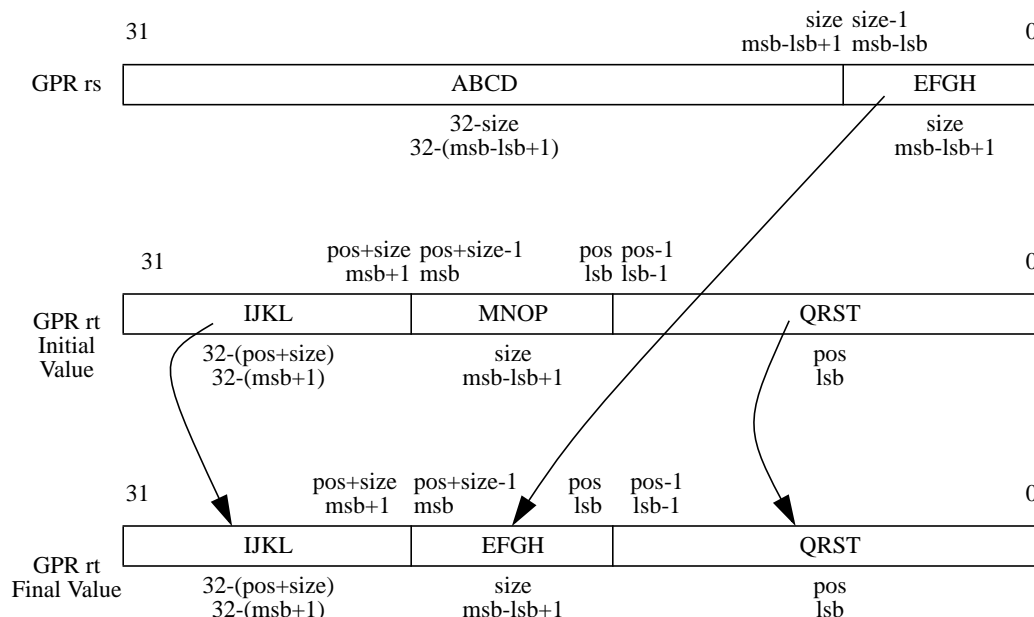 31 size size-1 0
msb-lsb+1 msb-lsb
GPR rs ABCD EFGH
32-size size
32-(msb-lsb+1) msb-lsb+1
pos+size pos+size-1 pos pos-1
31 msb+1 msb lsb lsb-1 0
GPR rt IJKL MNOP QRST
Initial
Value
32-(pos+size) size pos
32-(msb+1) msb-lsb+1 lsb
pos+size pos+size-1 pos pos-1
31 msb+1 msb lsb lsb-1 0
GPR rt IJKL EFGH QRST
Final Value
32-(pos+size) size pos
32-(msb+1) msb-lsb+1 lsb